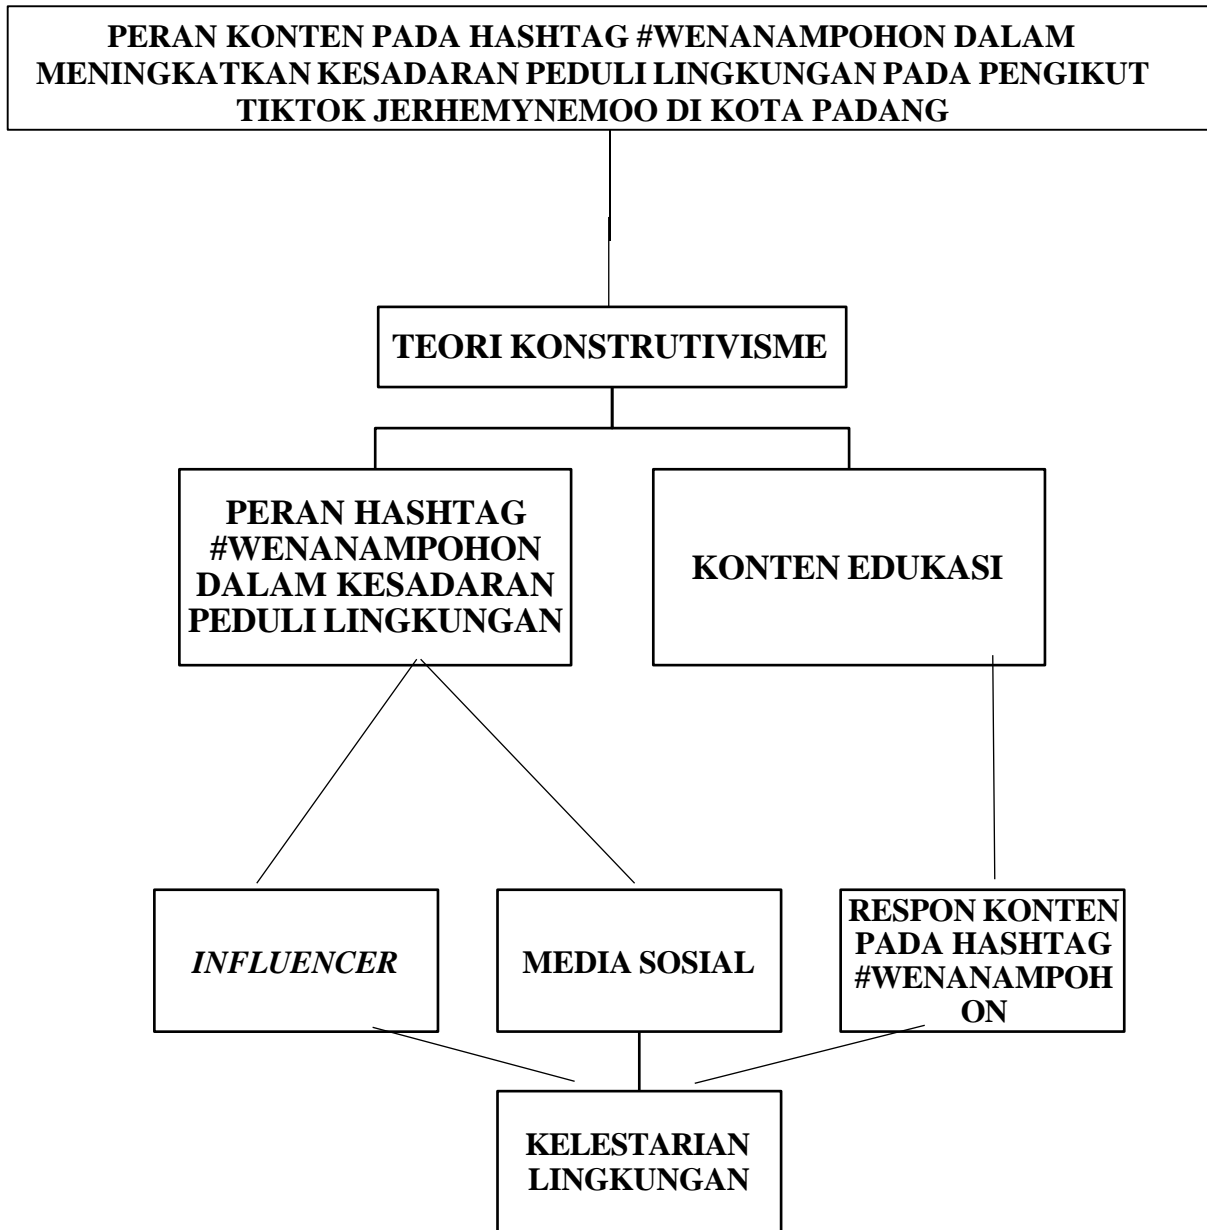 PERAN KONTEN PADA HASHTAG #WENANAMPOHON DALAM
MENINGKATKAN KESADARAN PEDULI LINGKUNGAN PADA PENGIKUT
TIKTOK JERHEMYNEMOO DI KOTA PADANG
TEORI KONSTRUTIVISME
PERAN HASHTAG
#WENANAMPOHON
DALAM KESADARAN
PEDULI LINGKUNGAN
KONTEN EDUKASI
INFLUENCER
MEDIA SOSIAL
RESPON KONTEN
PADA HASHTAG
#WENANAMPOH
ON
KELESTARIAN
LINGKUNGAN